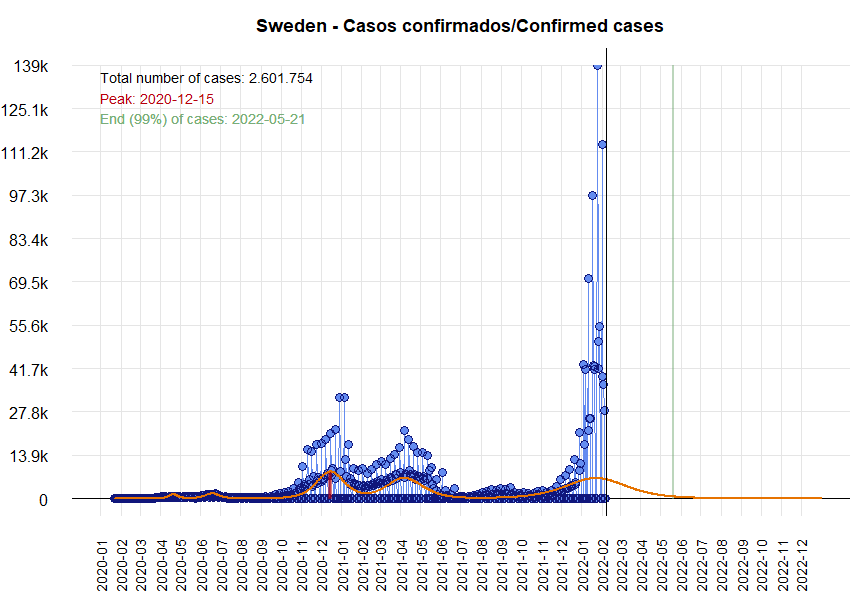 Sweden - Casos confirmados/Confirmed cases
139k
125.1k
111.2k
97.3k
83.4k
69.5k
55.6k
41.7k
27.8k
13.9k
0
Total number of cases: 2.601.754
Peak: 2020-12-15
End (99%) of cases: 2022-05-21
2020-01
2020-02
2020-03
2020-04
2020-05
2020-06
2020-07
2020-08
2020-09
2020-10
2020-11
2020-12
2021-01
2021-02
2021-03
2021-04
2021-05
2021-06
2021-07
2021-08
2021-09
2021-10
2021-11
2021-12
2022-01
2022-02
2022-03
2022-04
2022-05
2022-06
2022-07
2022-08
2022-09
2022-10
2022-11
2022-12